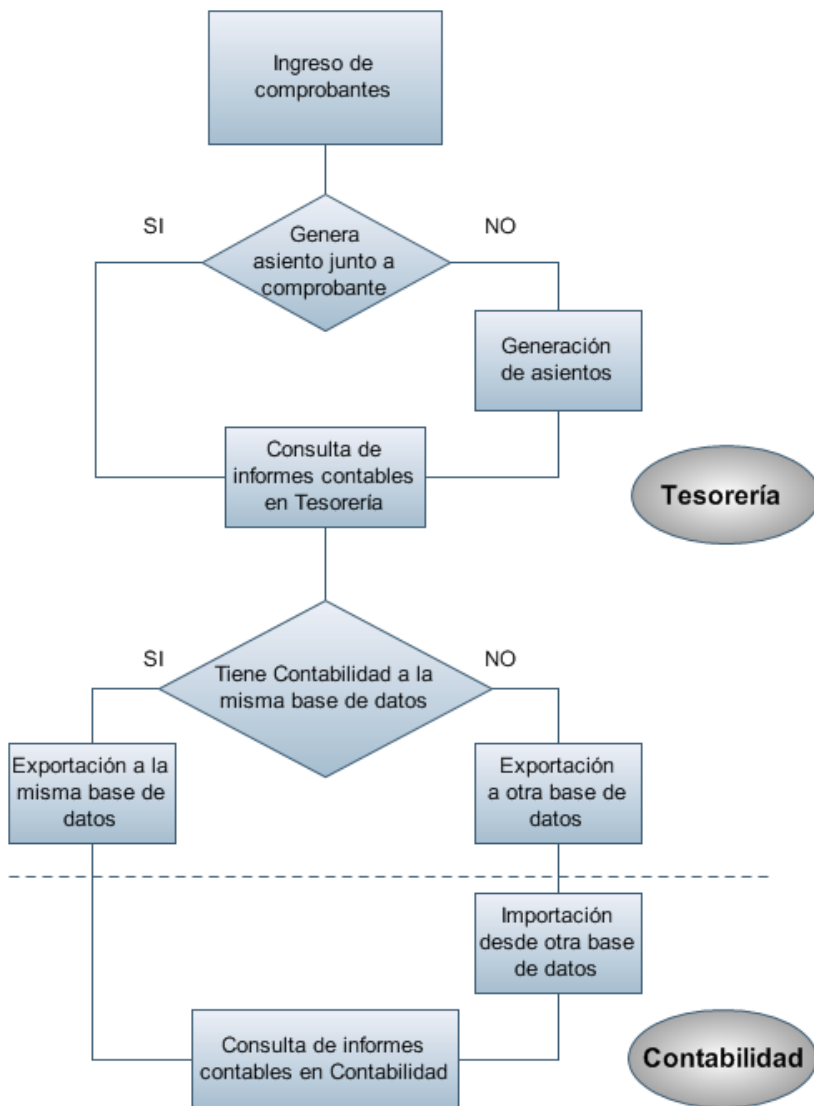 Ingreso de
comprobantes
SI
NO
Genera
asiento junto a
comprobante
Generación
de asientos
Consulta de
informes contables
en Tesorería
Tesorería
SI
NO
Tiene Contabilidad a la
misma base de datos
Exportación a la
misma base de
datos
Exportación
a otra base de
datos
Importación
desde otra base
de datos
Consulta de informes
contables en Contabilidad
Contabilidad